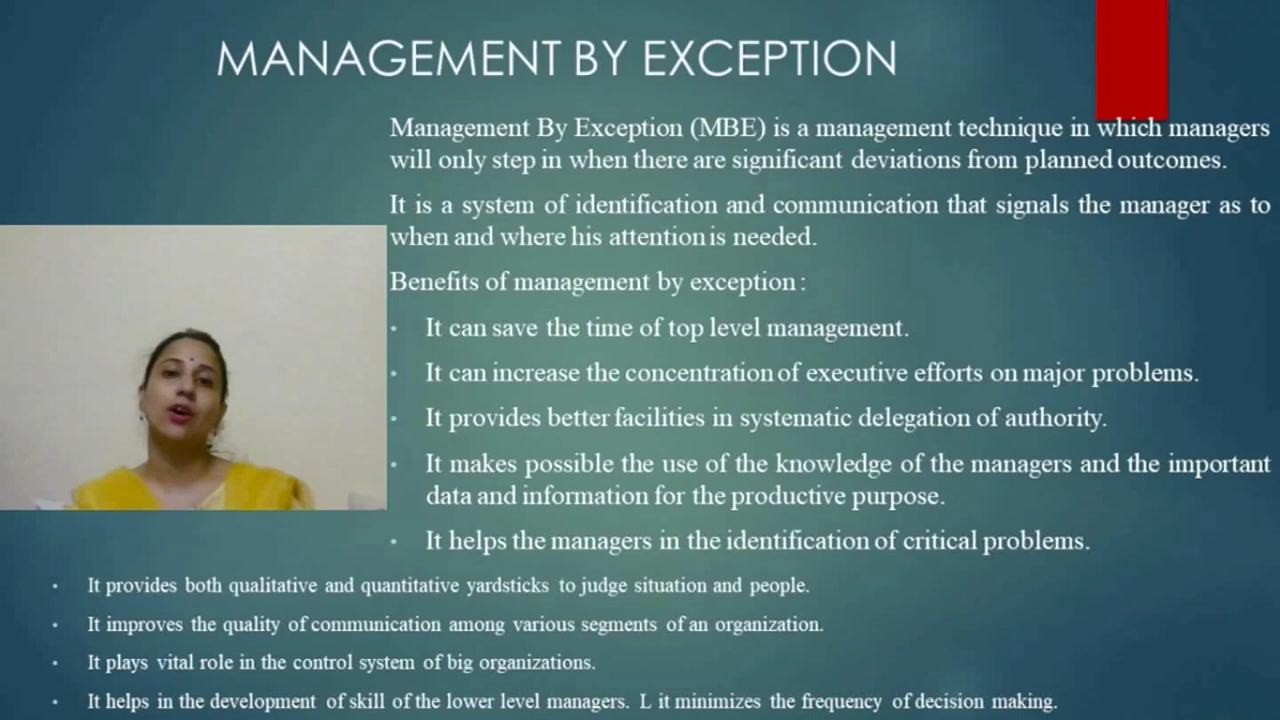 MANAGEMENT BY EXCEPTION
Management By Exception (MBE) is a management technique in which managers
will only step in when there are significant deviations from planned outcomes.
It is a system of identification and communication that signals the manager as to
when and where his attention is needed.
Benefits of management by exception :
• It can save the time of top level management.
• It can increase the concentration of executive efforts on major problems.
• It provides better facilities in systematic delegation of authority.
• It makes possible the use of the knowledge of the managers and the important
data and information for the productive purpose.
• It helps the managers in the identification of critical problems.
• It provides both qualitative and quantitative yardsticks to judge situation and people.
• It improves the quality of communication among various segments of an organization.
• It plays vital role in the control system of big organizations.
• It helps in the development of skill of the lower level managers. L it minimizes the frequency of decision making.